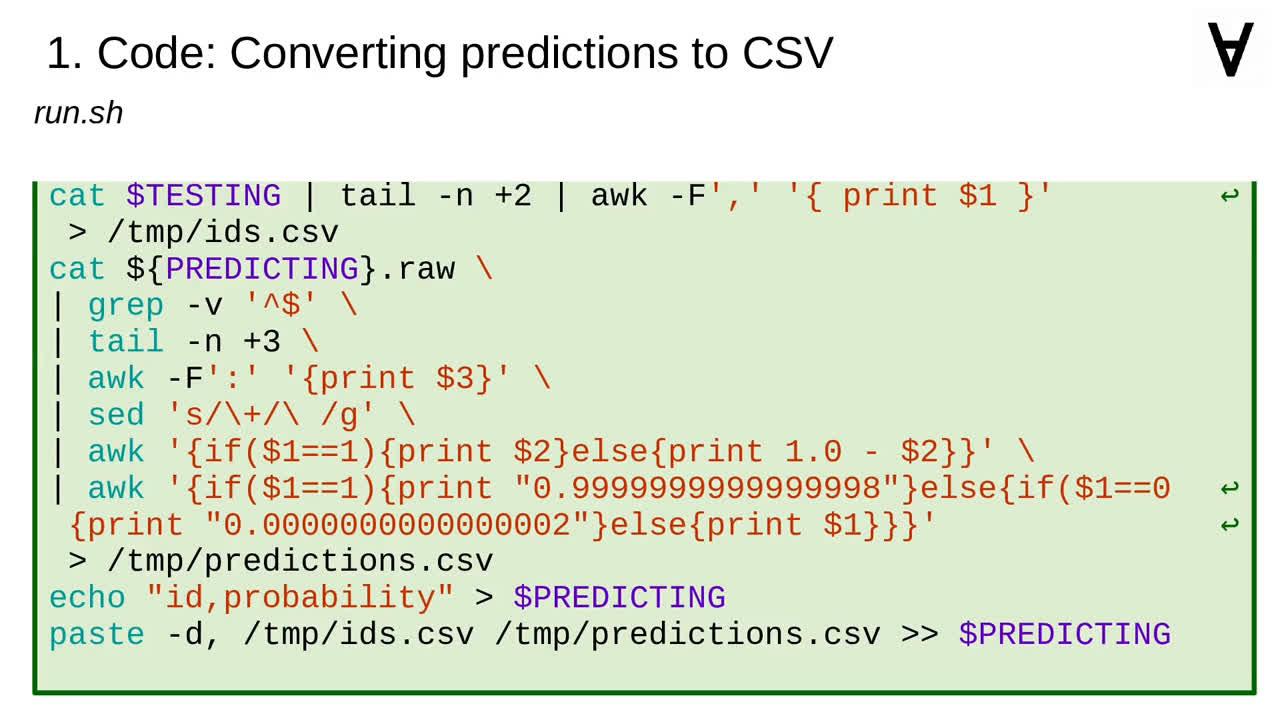 1. Code: Converting predictions to CSV
∀
run.sh
cat $TESTING | tail -n +2 | awk -F',' '{ print $1 }' ↩
> /tmp/ids.csv
cat ${PREDICTING}.raw \
| grep -v '^$' \
| tail -n +3 \
| awk -F':' '{print $3}' \
| sed 's/\+/\ /g' \
| awk '{if($1==1){print $2}else{print 1.0 - $2}}' \
| awk '{if($1==1){print "0.9999999999999998"}else{if($1==0 ↩
{print "0.0000000000000002"}else{print $1}}}' ↩
> /tmp/predictions.csv
echo "id,probability" > $PREDICTING
paste -d, /tmp/ids.csv /tmp/predictions.csv >> $PREDICTING